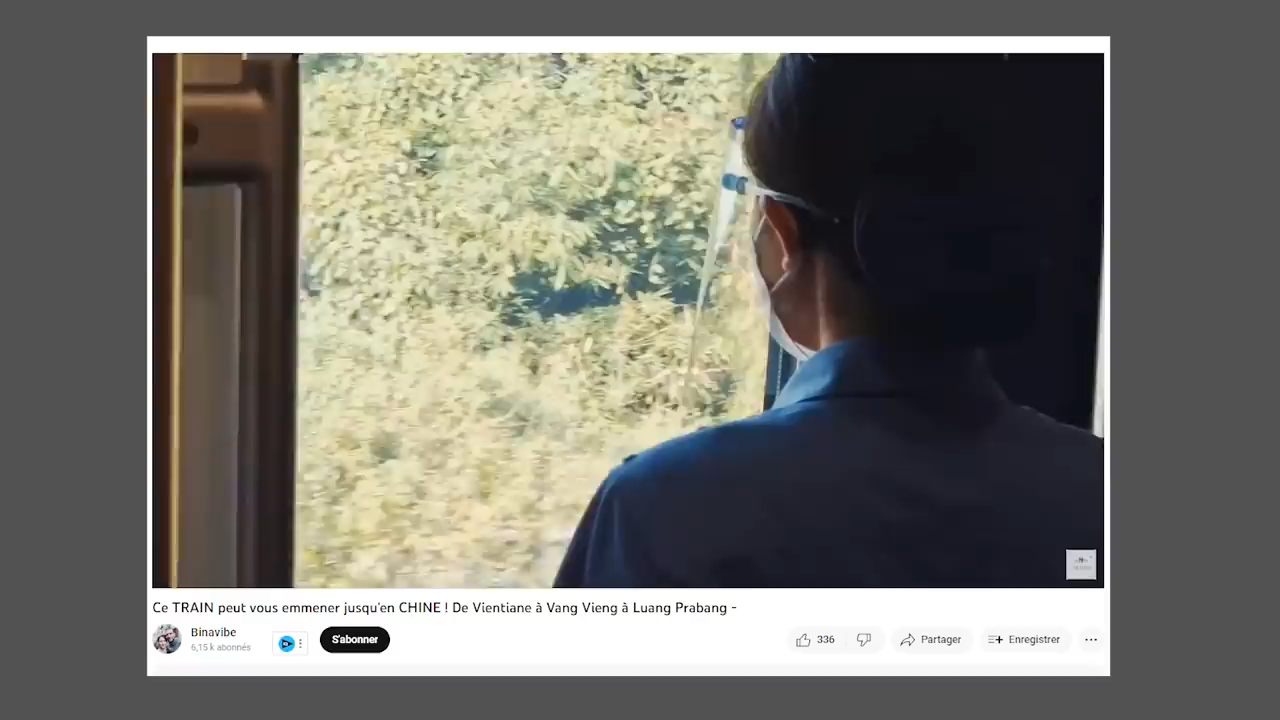 Ce TRAIN peut vous emmener jusqu'en CHINE ! De Vientiane à Vang Vieng à Luang Prabang -
Binavibe
6,15 k abonnés
S'abonner
336
Partager
Enregistrer